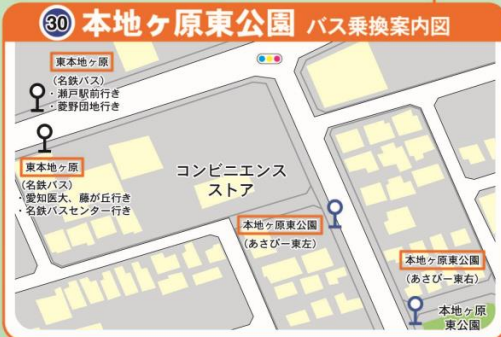 30 本地ヶ原東公園 バス乗換案内図
東本地ヶ原
(名鉄バス)
・瀬戸駅前行き
・菱野団地行き
東本地ヶ原
(名鉄バス)
・愛知医大、藤が丘行き
・名鉄バスセンター行き
コンビニエンス
ストア
本地ヶ原東公園
(あさぴー東左)
本地ヶ原東公園
(あさぴー東右)
本地ヶ原
東公園